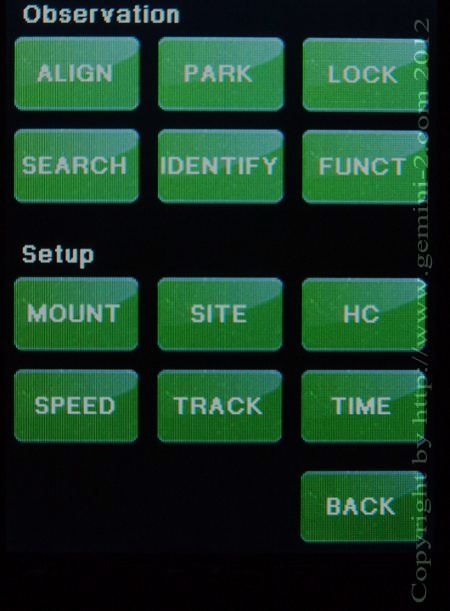 Observation
ALIGN PARK LOCK
SEARCH IDENTIFY FUNCT
Setup
MOUNT SITE HC
SPEED TRACK TIME
BACK
Copyright by http://www.gemini-2.com 2012